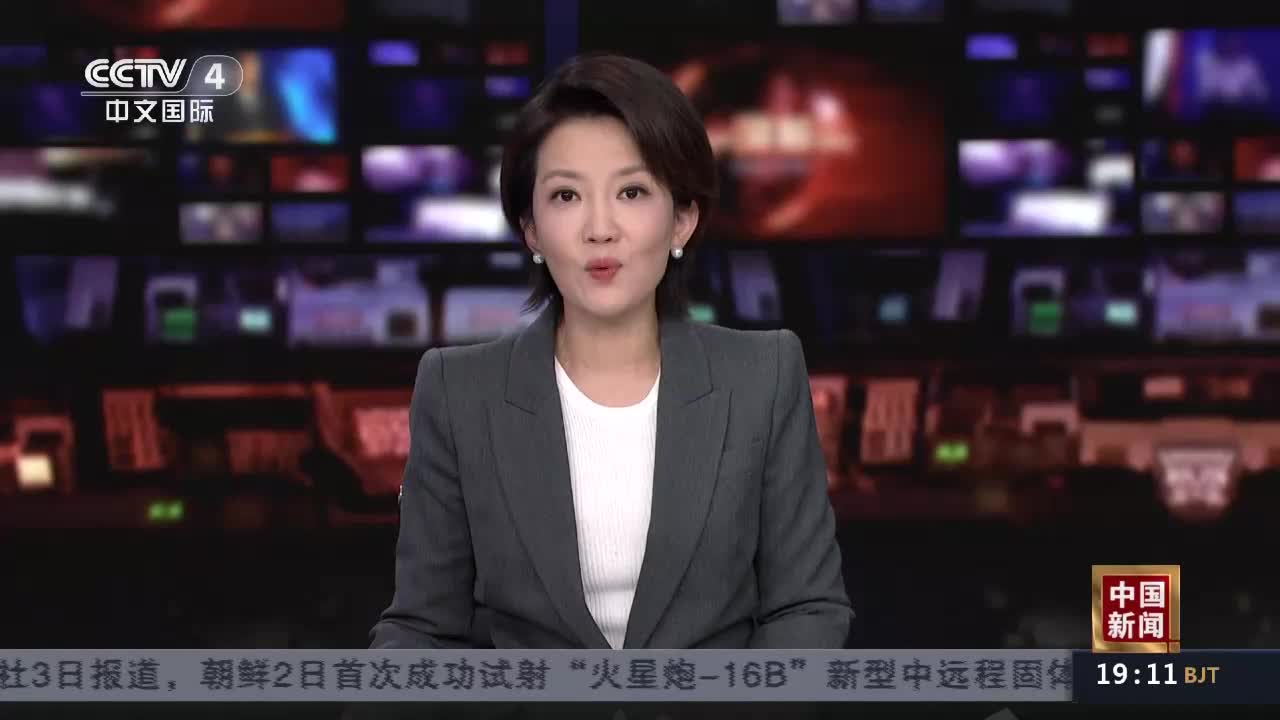 CCTV 4
中文国际
中国
新闻
社3日报道，朝鲜2日首次成功试射“火星炮-16B”新型中远程固体
19:11 BJT